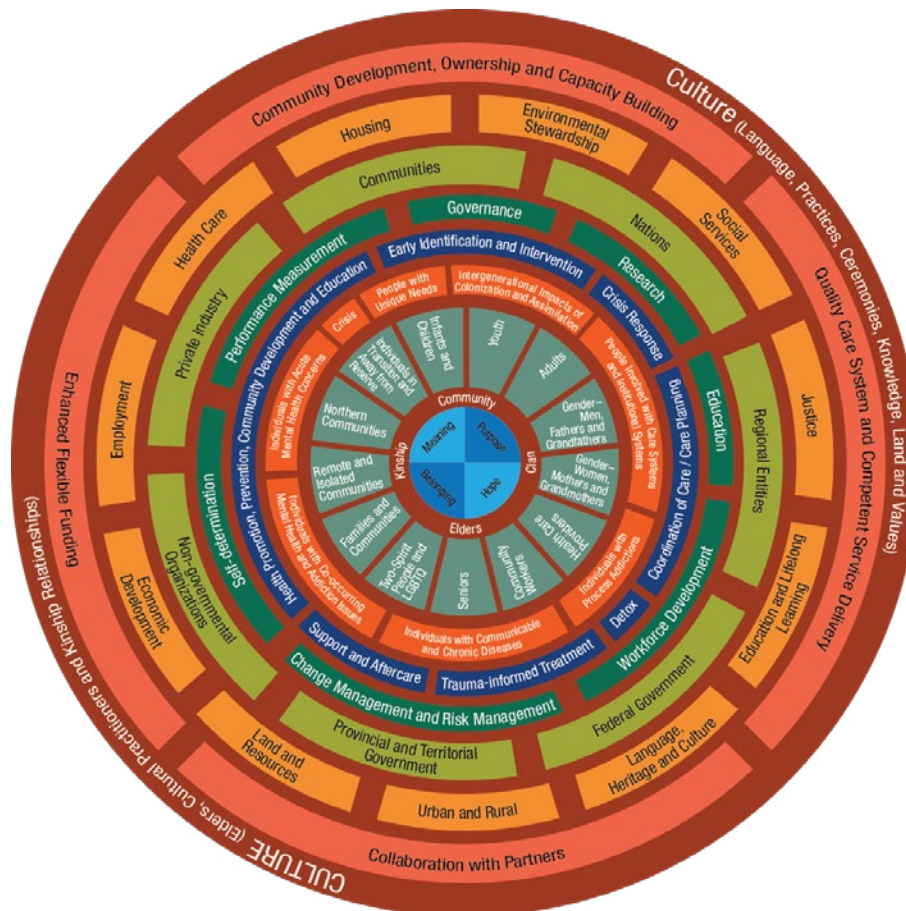 Culture (Language, Practices, Ceremonies, Knowledge, Land and Values)
CULTURE (Elders, Cultural Practitioners and Kinship Relationships)
Community Development, Ownership and Capacity Building
Quality Care System and Competent Service Delivery
Collaboration with Partners
Enhanced Flexible Funding
Housing
Environmental
Stewardship
Social
Services
Justice
Education and Lifelong
Learning
Language,
Heritage and Culture
Urban and Rural
Land and
Resources
Economic
Development
Employment
Health Care
Communities
Nations
Regional Entities
Federal Government
Provincial and Territorial
Government
Non-governmental
Organizations
Private Industry
Governance
Research
Education
Workforce Development
Change Management and Risk Management
Self-determination
Performance Measurement
Early Identification and Intervention
Crisis Response
Coordination of Care / Care Planning
Detox
Trauma-informed Treatment
Support and Aftercare
Health Promotion, Prevention, Community Development and Education
People with
Unique Needs
Intergenerational Impacts of
Colonization and Assimilation
People Involved with Care Systems
and Institutional Systems
Individuals with
Process Addictions
Individuals with Communicable
and Chronic Diseases
Individuals with Co-occurring
Mental Health and Addiction Issues
Individuals with Acute
Mental Health Concerns
Crisis
Infants and
Children
Youth
Adults
Gender–
Men,
Fathers and
Grandfathers
Gender–
Women,
Mothers and
Grandmothers
Health Care
Providers
Community
Workers
Seniors
Two-Spirit
People and
LGBTQ
Families and
Communities
Remote and
Isolated
Communities
Northern
Communities
Individuals in
Transition and
Away from
Reserve
Community
Clan
Elders
Kinship
Meaning
Purpose
Hope
Belonging